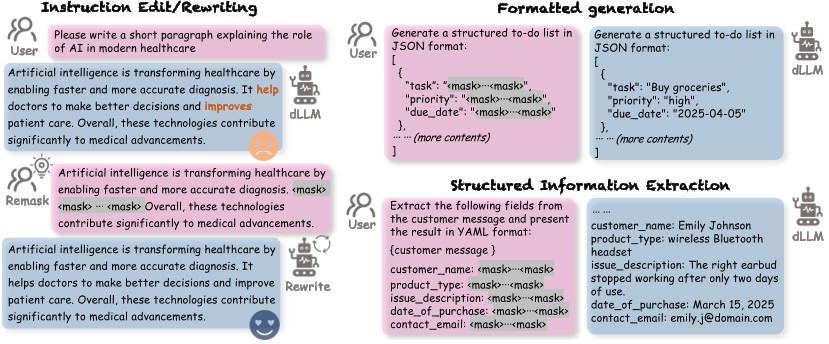 Instruction Edit/Rewriting
User
Please write a short paragraph explaining the role
of AI in modern healthcare
Artificial intelligence is transforming healthcare by
enabling faster and more accurate diagnosis. It help
doctors to make better decisions and improves
patient care. Overall, these technologies contribute
significantly to medical advancements.
dLLM
Remask
Artificial intelligence is transforming healthcare by
enabling faster and more accurate diagnosis. <mask>
<mask> ... <mask> Overall, these technologies
contribute significantly to medical advancements.
Artificial intelligence is transforming healthcare by
enabling faster and more accurate diagnosis. It
helps doctors to make better decisions and improve
patient care. Overall, these technologies contribute
significantly to medical advancements.
Rewrite
Formatted generation
User
Generate a structured to-do list in
JSON format:
[
{
"task": "<mask>...<mask>",
"priority": "<mask>...<mask>",
"due_date": "<mask>...<mask>"
},
... ... (more contents)
]
Generate a structured to-do list in
JSON format:
[
{
"task": "Buy groceries",
"priority": "high",
"due_date": "2025-04-05"
},
... ... (more contents)
]
dLLM
Structured Information Extraction
User
Extract the following fields from
the customer message and present
the result in YAML format:
{customer message }
customer_name: <mask>...<mask>
product_type: <mask>...<mask>
issue_description: <mask>...<mask>
date_of_purchase: <mask>...<mask>
contact_email: <mask>...<mask>
... ...
customer_name: Emily Johnson
product_type: wireless Bluetooth
headset
issue_description: The right earbud
stopped working after only two days
of use.
date_of_purchase: March 15, 2025
contact_email: emily.j@domain.com
dLLM